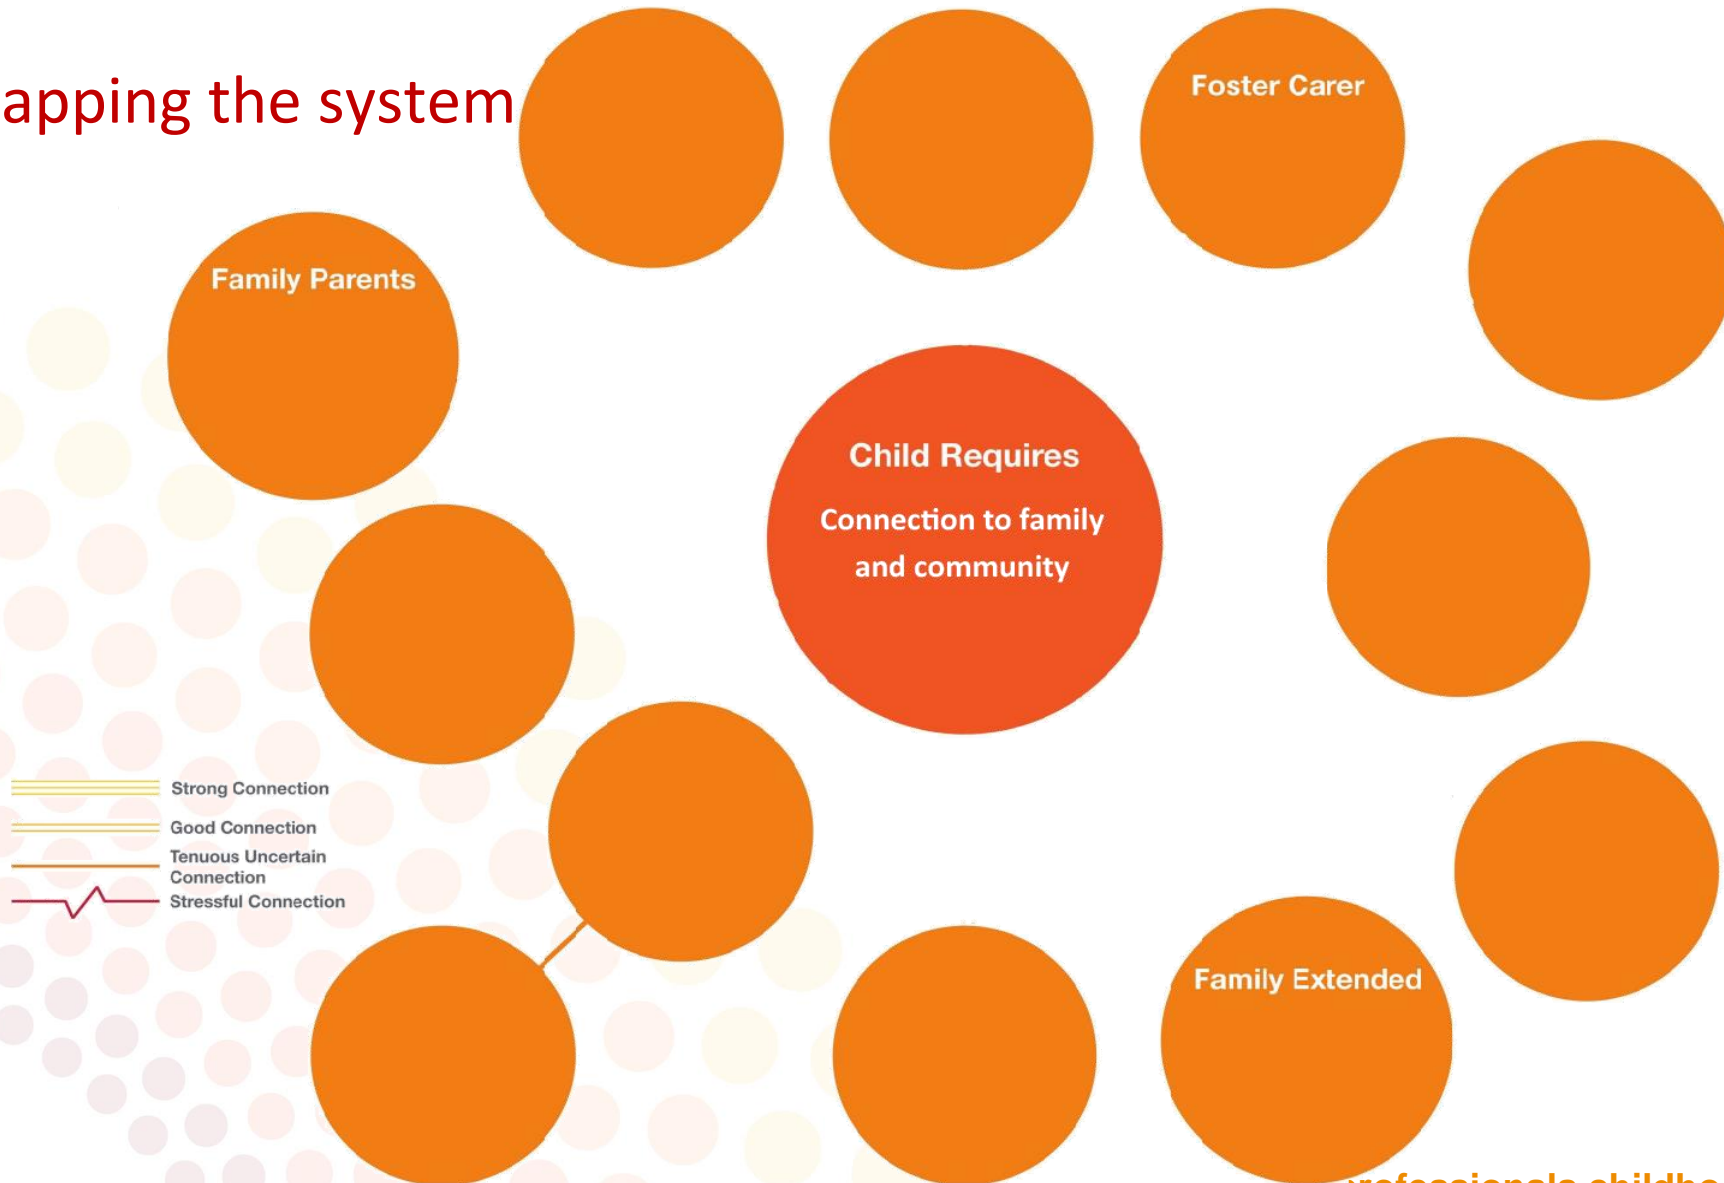 apping the system
Foster Carer
Family Parents
Child Requires
Connection to family
and community
Strong Connection
Good Connection
Tenuous Uncertain
Connection
Stressful Connection
Family Extended